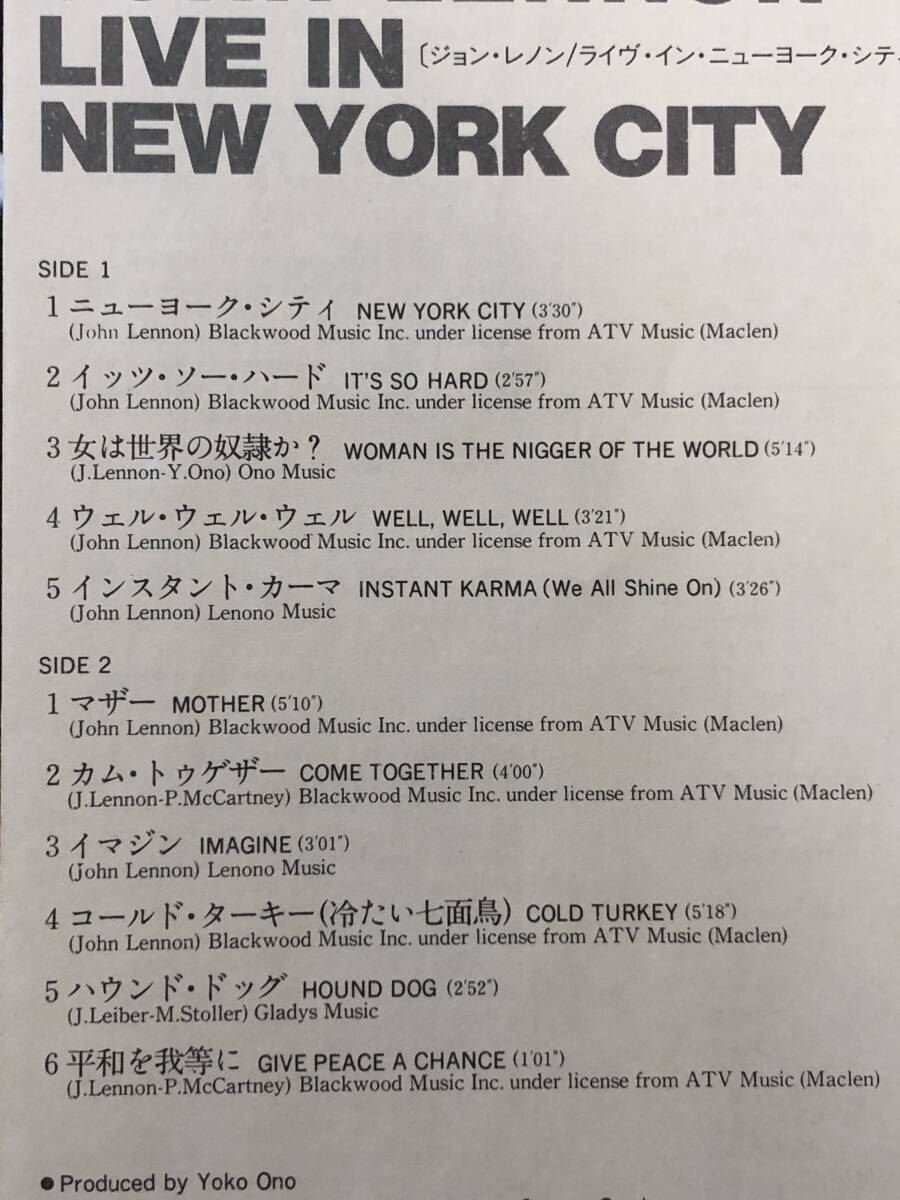 LIVE IN
〔ジョン・レノン/ライヴ・イン・ニューヨーク・シテ
NEW YORK CITY
SIDE 1
1 ニューヨーク・シティ NEW YORK CITY (3′30″)
(John Lennon) Blackwood Music Inc. under license from ATV Music (Maclen)
2 イッツ・ソー・ハード IT'S SO HARD (2′57″)
(John Lennon) Blackwood Music Inc. under license from ATV Music (Maclen)
3 女は世界の奴隷か? WOMAN IS THE NIGGER OF THE WORLD (5′14″)
(J.Lennon-Y.Ono) Ono Music
4 ウェル・ウェル・ウェル WELL, WELL, WELL (3′21″)
(John Lennon) Blackwood Music Inc. under license from ATV Music (Maclen)
5 インスタント・カーマ INSTANT KARMA (We All Shine On) (3′26″)
(John Lennon) Lenono Music
SIDE 2
1 マザー MOTHER (5′10″)
(John Lennon) Blackwood Music Inc. under license from ATV Music (Maclen)
2 カム・トゥゲザー COME TOGETHER (4′00″)
(J.Lennon-P.McCartney) Blackwood Music Inc. under license from ATV Music (Maclen)
3 イマジン IMAGINE (3′01″)
(John Lennon) Lenono Music
4 コールド・ターキー(冷たい七面鳥) COLD TURKEY (5′18″)
(John Lennon) Blackwood Music Inc. under license from ATV Music (Maclen)
5 ハウンド・ドッグ HOUND DOG (2′52″)
(J.Leiber-M.Stoller) Gladys Music
6 平和を我等に GIVE PEACE A CHANCE (1′01″)
(J.Lennon-P.McCartney) Blackwood Music Inc. under license from ATV Music (Maclen)
● Produced by Yoko Ono